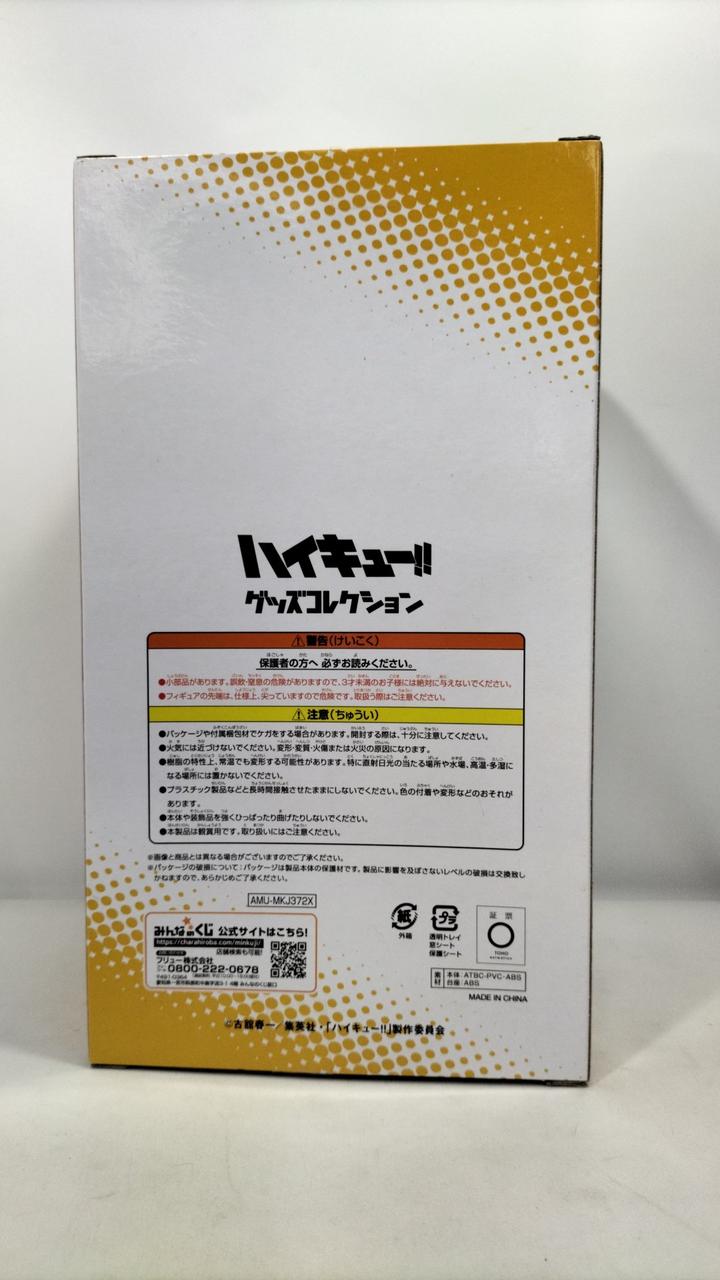 ハイキュー!!
グッズコレクション
⚠警告(けいこく)
保護者の方へ 必ずお読みください。
●小部品があります。誤飲、窒息の危険がありますので、3才未満のお子様には絶対に与えないでください。
●フィギュアの先端は、仕様上、尖っていますので危険です。取扱う際はご注意ください。
⚠注意(ちゅうい)
●パッケージや付属梱包材でケガをする場合があります。開封する際は、十分に注意してください。
●火気には近づけないでください。変形・変質・火傷または火災の原因になります。
●樹脂の特性上、常温でも変形する可能性があります。特に直射日光の当たる場所や水場、高温・多湿に
なる場所には置かないでください。
●プラスチック製品などと長時間接触させたままにしないでください。色の付着や変形などのおそれが
あります。
●本体や装飾品を強くひっぱったり曲げたりしないでください。
●本製品は観賞用です。取り扱いにはご注意ください。
※画像と商品とは異なる場合がございますのでご了承ください。
※パッケージの破損について:パッケージは製品本体の保護材です。製品に影響を及ぼさないレベルの破損は交換致し
かねますので、あらかじめご了承ください。
AMU-MKJ372X
みんなのくじ 公式サイトはこちら!
https://charahiroba.com/minkuji/
店舗検索も可能!
フリュー株式会社
0800-222-0678
紙
外箱
プラ
透明トレイ
窓シート
保護シート
証票
TOHO
animation
素材
本体 ATBC-PVC・ABS
台座 ABS
MADE IN CHINA
©古舘春一/集英社・「ハイキュー!!」製作委員会